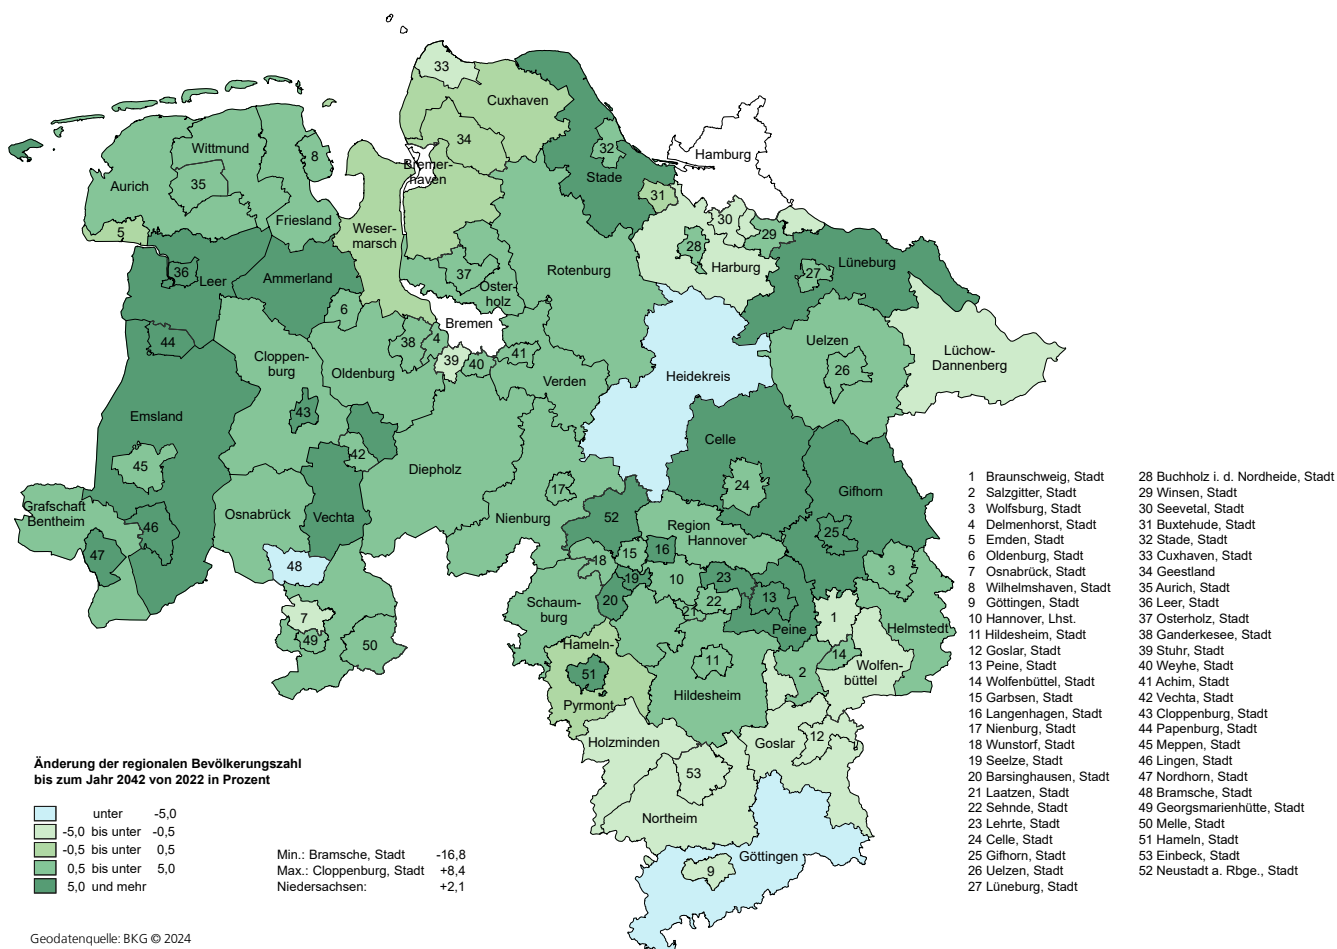 33
Cuxhaven
34
32
Hamburg
Wittmund
8
Bremer-
haven
Stade
Aurich
35
31
30
Friesland
29
5
Weser-
marsch
28
Harburg
Lüneburg
27
36
Leer
Ammerland
37
Oster-
holz
Rotenburg
6
Bremen
44
38
4
39
40
41
Uelzen
26
Lüchow-
Dannenberg
Cloppen-
burg
Oldenburg
Verden
Heidekreis
43
Emsland
Celle
42
45
Diepholz
24
17
Gifhorn
Grafschaft
Bentheim
Osnabrück
Vechta
Nienburg
52
Region
Hannover
46
25
47
48
18
15
16
3
19
10
23
20
22
13
21
Schaum-
burg
7
Peine
1
Helmstedt
49
50
Hameln-
14
11
Wolfen-
büttel
2
51
Hildesheim
Pyrmont
Holzminden
Goslar
12
53
Northeim
Göttingen
9
1 Braunschweig, Stadt
2 Salzgitter, Stadt
3 Wolfsburg, Stadt
4 Delmenhorst, Stadt
5 Emden, Stadt
6 Oldenburg, Stadt
7 Osnabrück, Stadt
8 Wilhelmshaven, Stadt
9 Göttingen, Stadt
10 Hannover, Lhst.
11 Hildesheim, Stadt
12 Goslar, Stadt
13 Peine, Stadt
14 Wolfenbüttel, Stadt
15 Garbsen, Stadt
16 Langenhagen, Stadt
17 Nienburg, Stadt
18 Wunstorf, Stadt
19 Seelze, Stadt
20 Barsinghausen, Stadt
21 Laatzen, Stadt
22 Sehnde, Stadt
23 Lehrte, Stadt
24 Celle, Stadt
25 Gifhorn, Stadt
26 Uelzen, Stadt
27 Lüneburg, Stadt
28 Buchholz i. d. Nordheide, Stadt
29 Winsen, Stadt
30 Seevetal, Stadt
31 Buxtehude, Stadt
32 Stade, Stadt
33 Cuxhaven, Stadt
34 Geestland
35 Aurich, Stadt
36 Leer, Stadt
37 Osterholz, Stadt
38 Ganderkesee, Stadt
39 Stuhr, Stadt
40 Weyhe, Stadt
41 Achim, Stadt
42 Vechta, Stadt
43 Cloppenburg, Stadt
44 Papenburg, Stadt
45 Meppen, Stadt
46 Lingen, Stadt
47 Nordhorn, Stadt
48 Bramsche, Stadt
49 Georgsmarienhütte, Stadt
50 Melle, Stadt
51 Hameln, Stadt
53 Einbeck, Stadt
52 Neustadt a. Rbge., Stadt
Änderung der regionalen Bevölkerungszahl
bis zum Jahr 2042 von 2022 in Prozent
unter -5,0
-5,0 bis unter -0,5
-0,5 bis unter 0,5
0,5 bis unter 5,0
5,0 und mehr
Min.: Bramsche, Stadt -16,8
Max.: Cloppenburg, Stadt +8,4
Niedersachsen: +2,1
Geodatenquelle: BKG © 2024